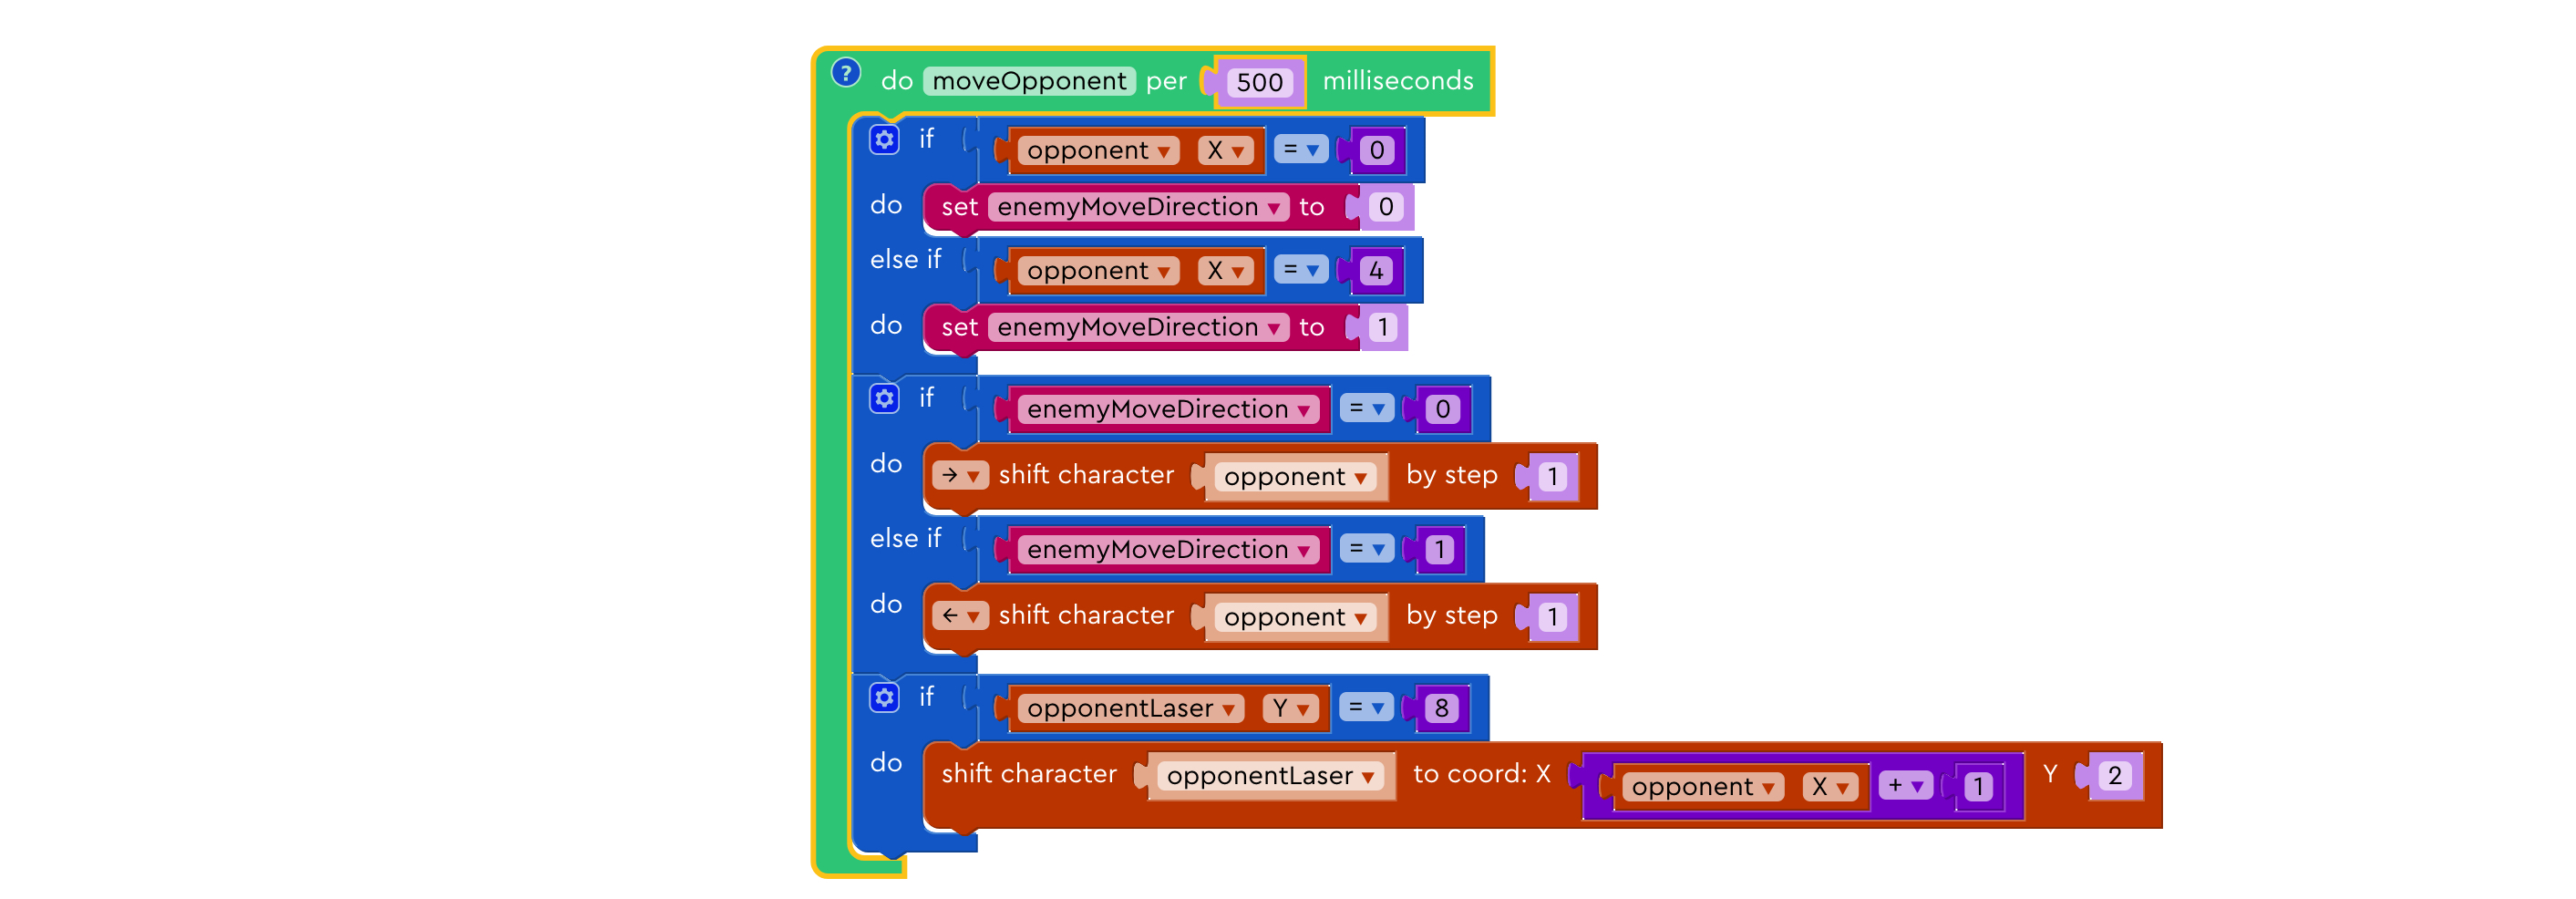 ? do moveOpponent per 500 milliseconds
if opponent ▼ X ▼ = ▼ 0
do set enemyMoveDirection ▼ to 0
else if opponent ▼ X ▼ = ▼ 4
do set enemyMoveDirection ▼ to 1
if enemyMoveDirection ▼ = ▼ 0
do → ▼ shift character opponent ▼ by step 1
else if enemyMoveDirection ▼ = ▼ 1
do ← ▼ shift character opponent ▼ by step 1
if opponentLaser ▼ Y ▼ = ▼ 8
do shift character opponentLaser ▼ to coord: X opponent ▼ X ▼ + ▼ 1 Y 2